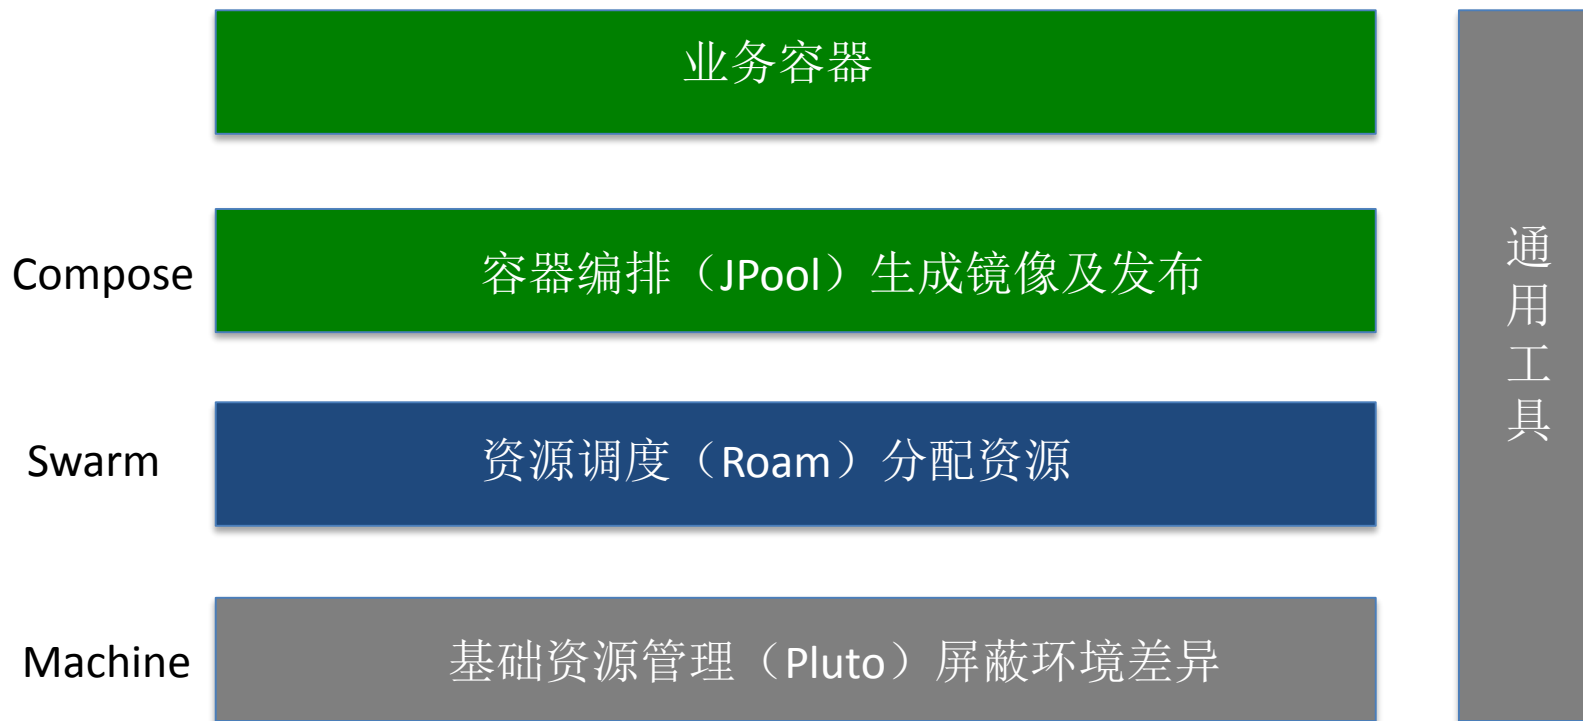 业务容器
Compose
容器编排（JPool）生成镜像及发布
Swarm
资源调度（Roam）分配资源
Machine
基础资源管理（Pluto）屏蔽环境差异
通用工具